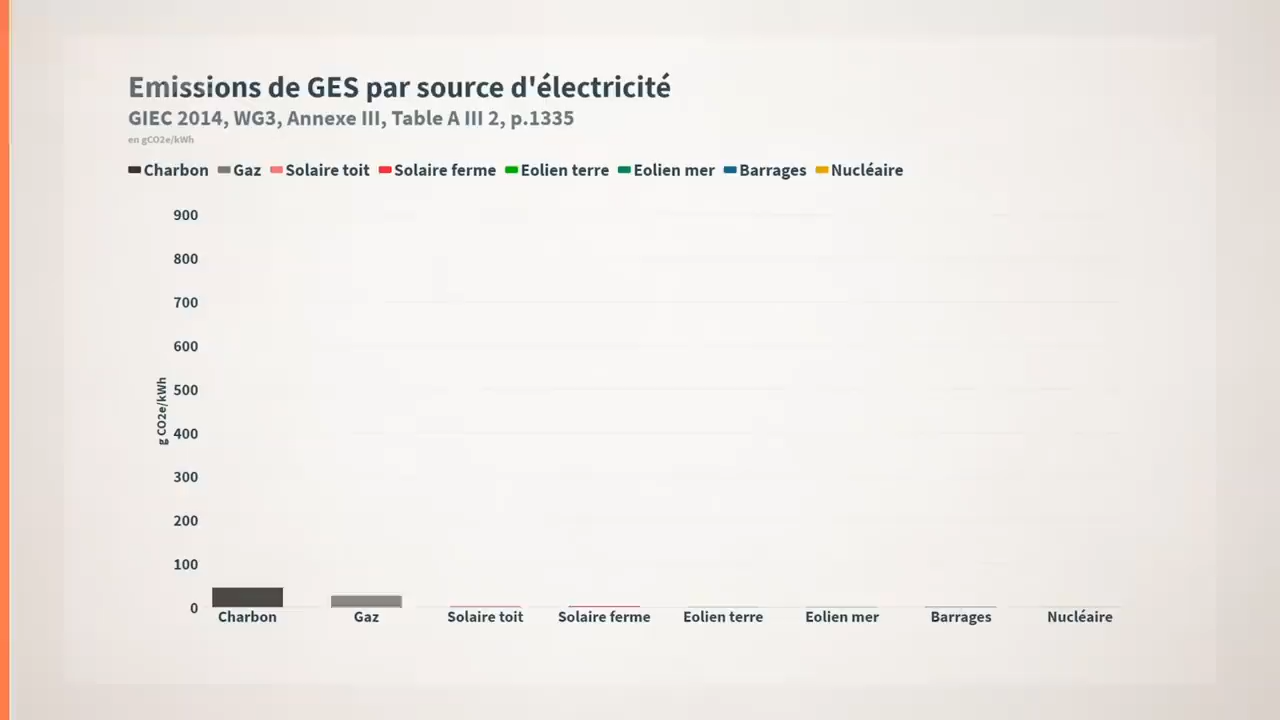 Emissions de GES par source d'électricité
GIEC 2014, WG3, Annexe III, Table A III 2, p.1335
en gCO2e/kWh
Charbon Gaz Solaire toit Solaire ferme Eolien terre Eolien mer Barrages Nucléaire
900
800
700
600
500
400
300
200
100
0
g CO2e/kWh
Charbon Gaz Solaire toit Solaire ferme Eolien terre Eolien mer Barrages Nucléaire